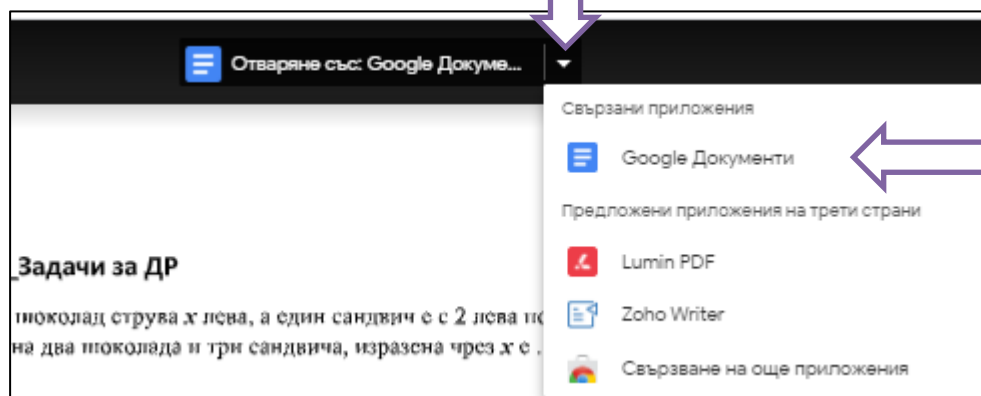 Отваряне със: Google Докуме...
Свързани приложения
Google Документи
Предложени приложения на трети страни
Lumin PDF
Zoho Writer
Свързване на още приложения
_Задачи за ДР
шоколад струва x лева, а един сандвич е с 2 лева по
на два шоколада и три сандвича, изразена чрез x е .